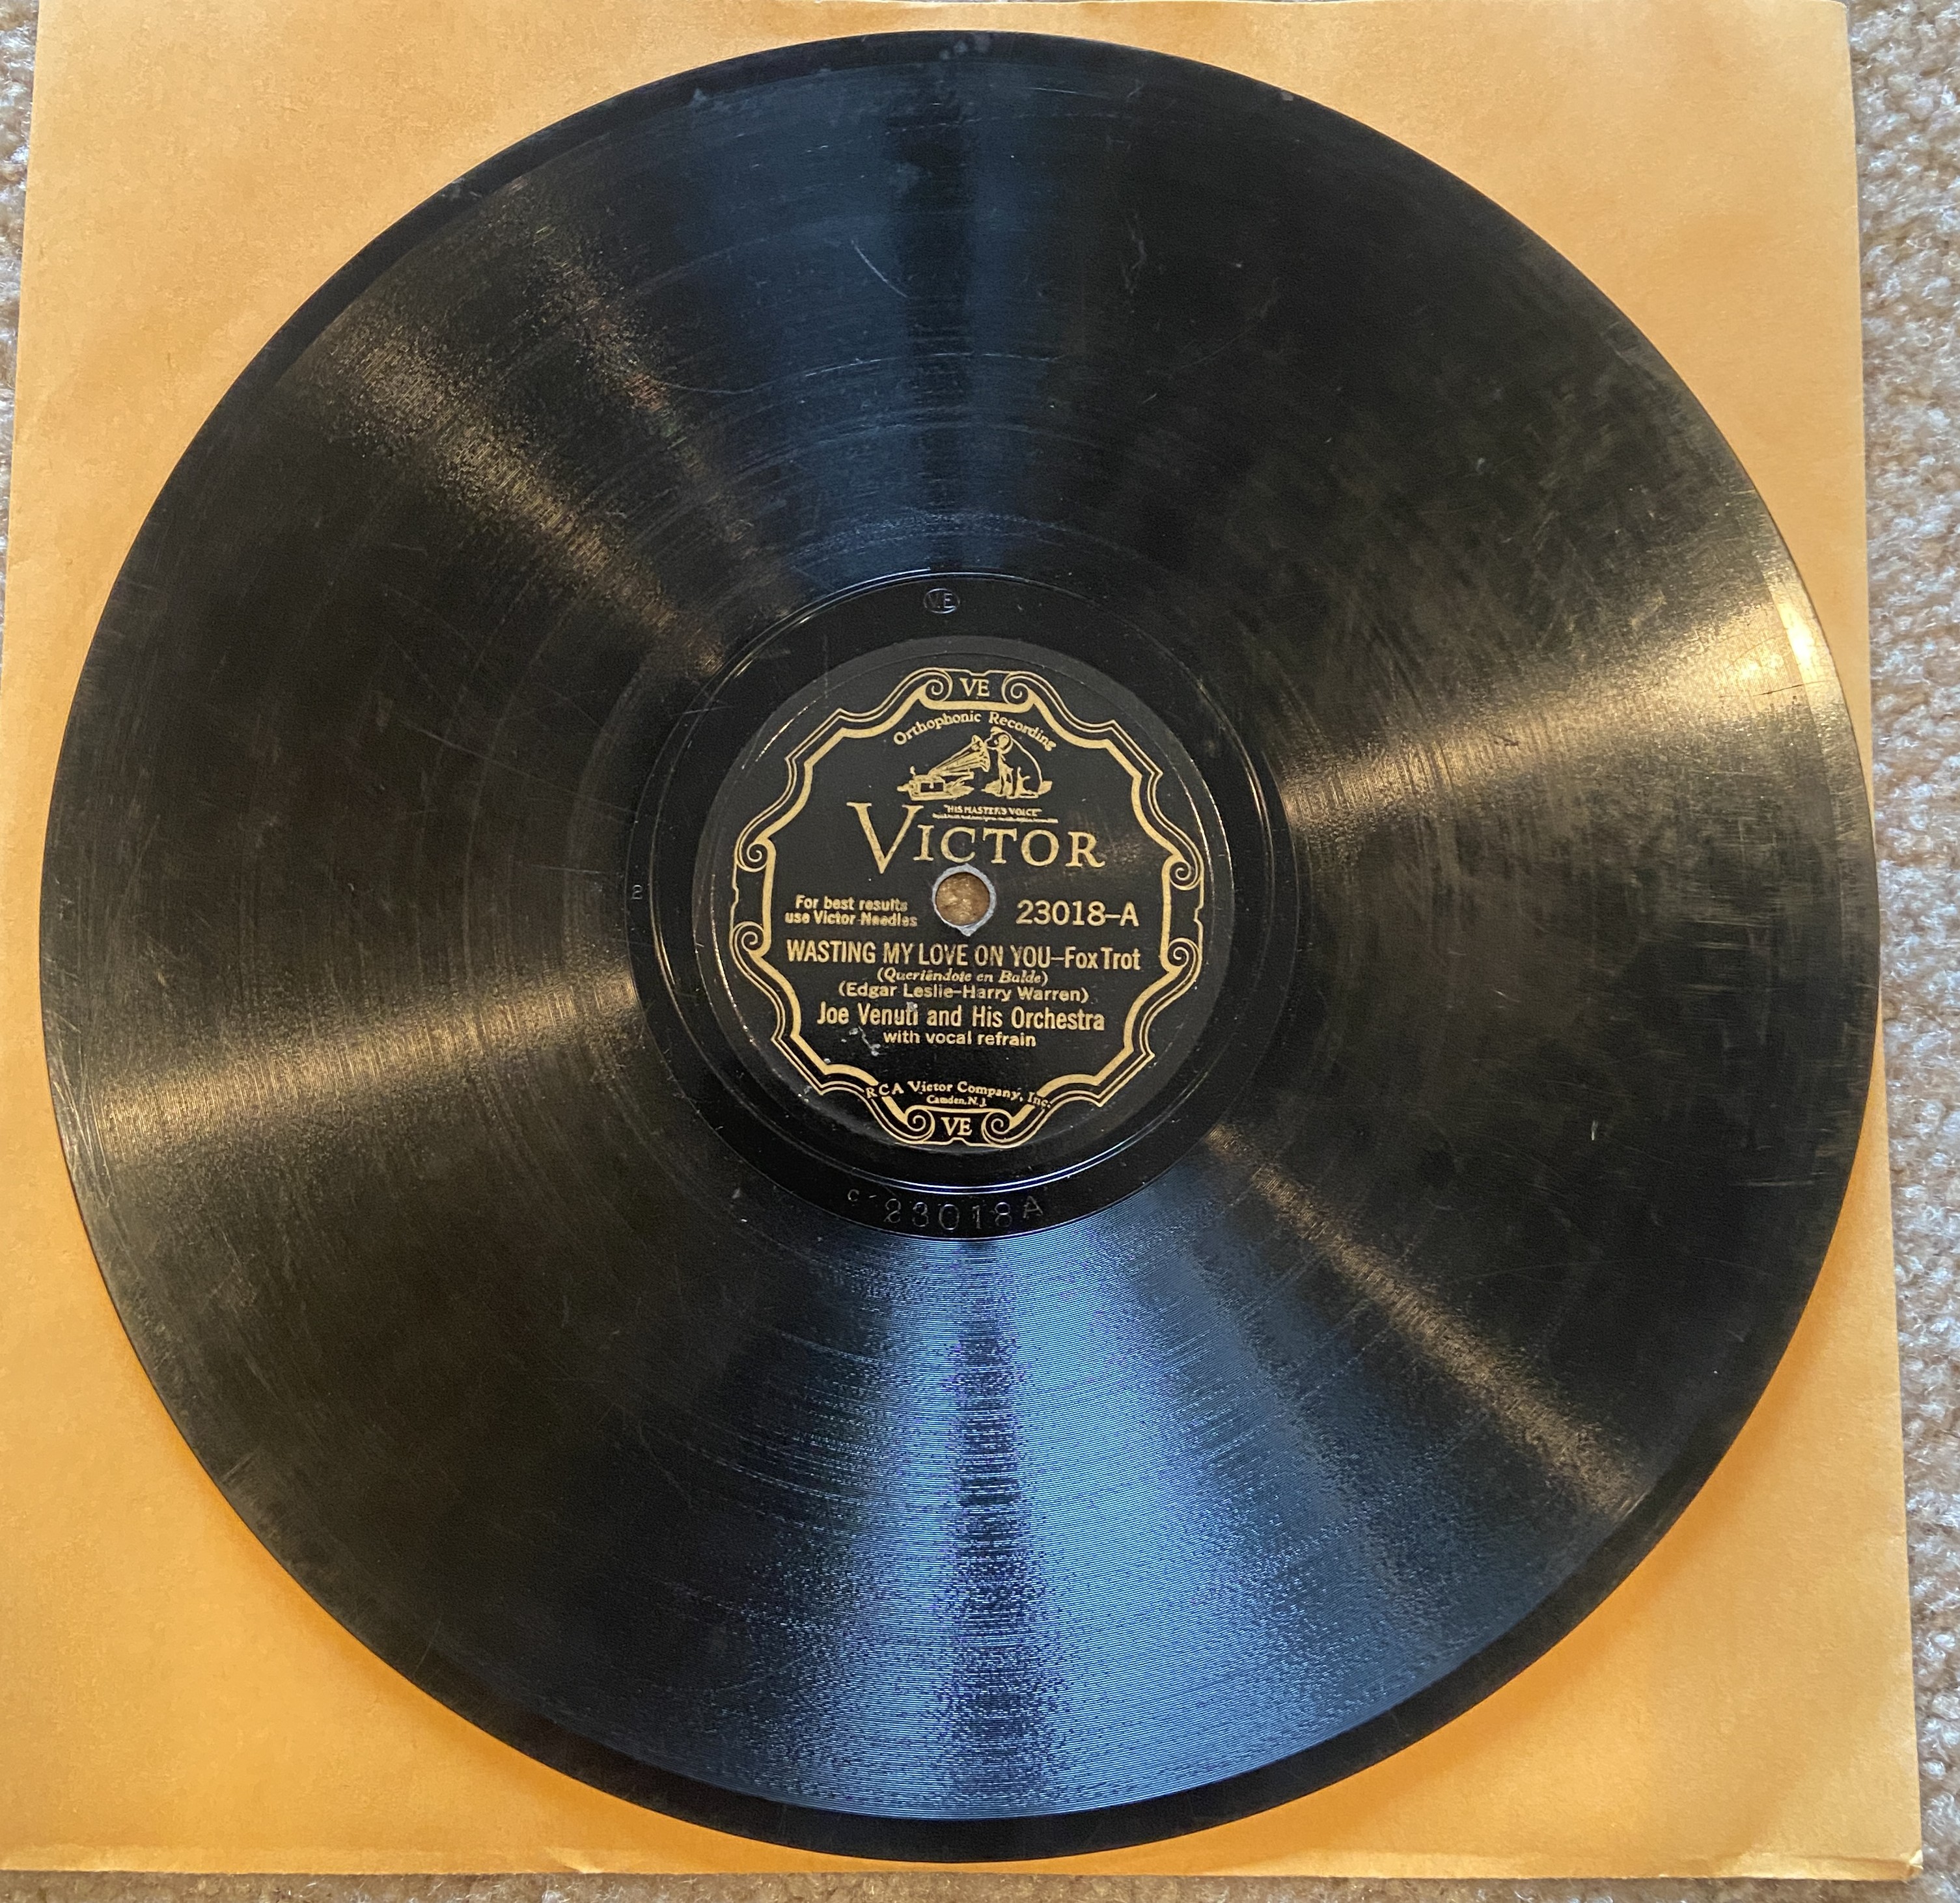 VE
VE
Orthophonic Recording
"HIS MASTER'S VOICE"
VICTOR
For best results
use Victor Needles
23018-A
WASTING MY LOVE ON YOU-Fox Trot
(Queriéndote en Balde)
(Edgar Leslie-Harry Warren)
Joe Venuti and His Orchestra
with vocal refrain
RCA Victor Company, Inc.
Camden, N. J.
VE
2
c 23018A